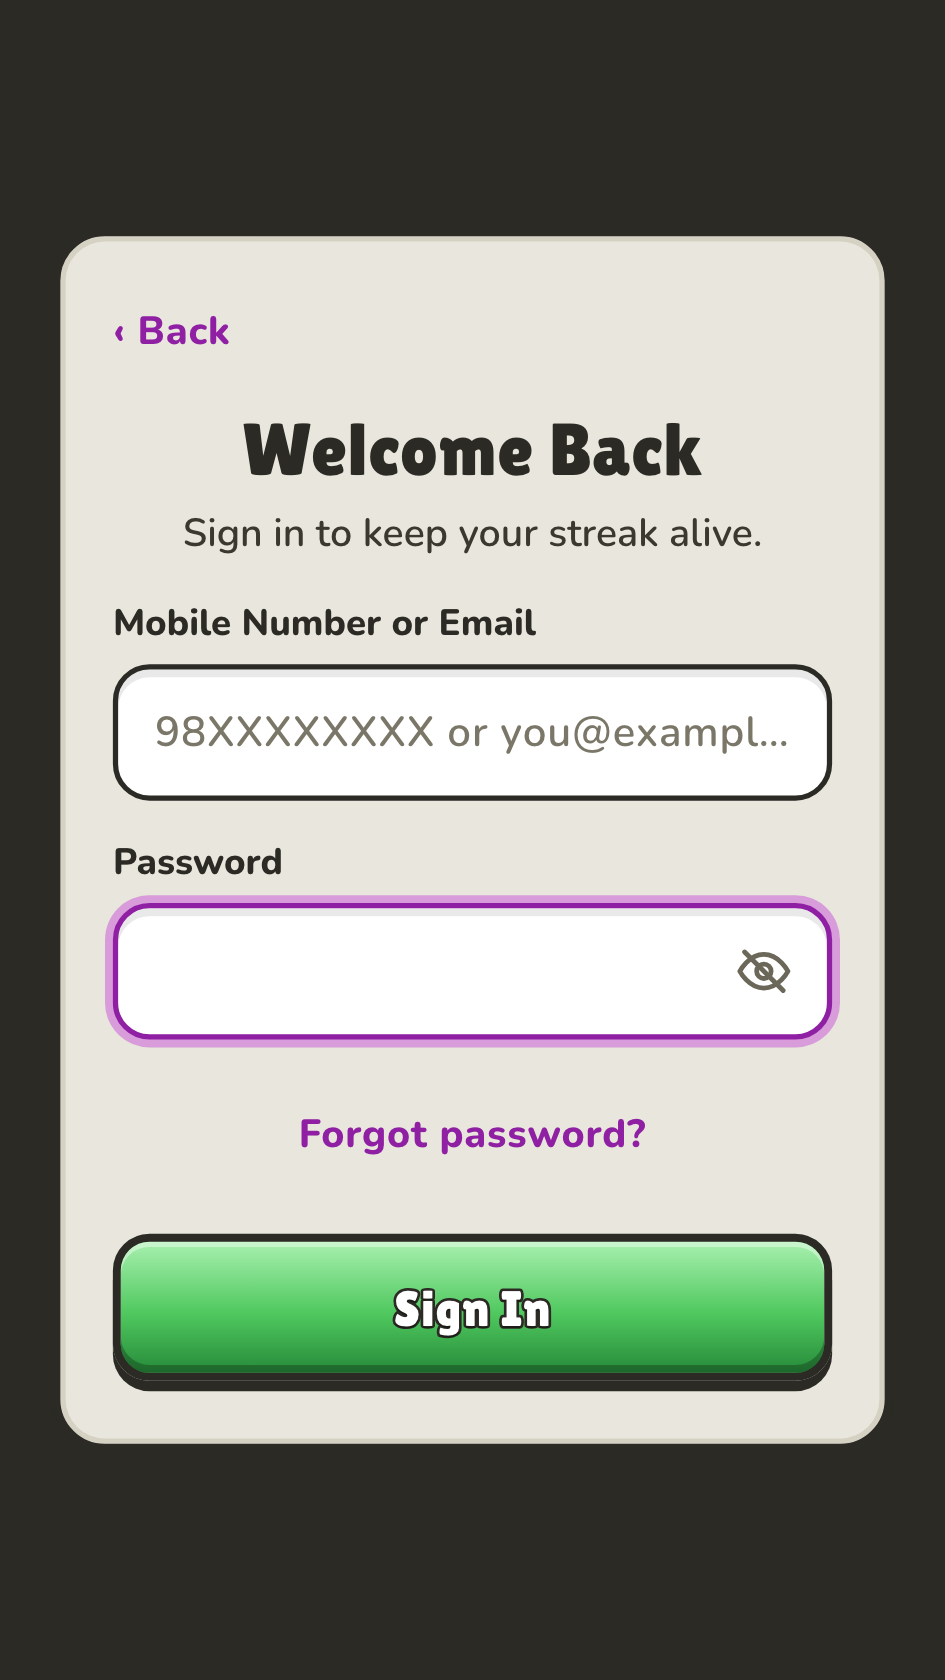 ‹ Back
Welcome Back
Sign in to keep your streak alive.
Mobile Number or Email
98XXXXXXXX or you@exampl...
Password
Forgot password?
Sign In